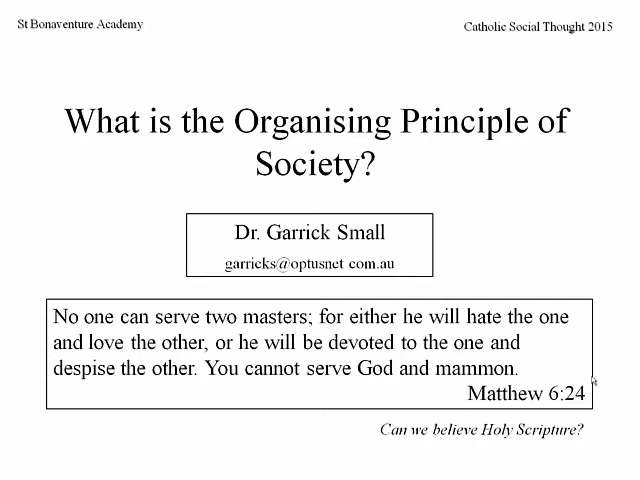 St Bonaventure Academy
Catholic Social Thought 2015
What is the Organising Principle of
Society?
Dr. Garrick Small
garricks@optusnet com.au
No one can serve two masters; for either he will hate the one
and love the other, or he will be devoted to the one and
despise the other. You cannot serve God and mammon.
Matthew 6:24
Can we believe Holy Scripture?